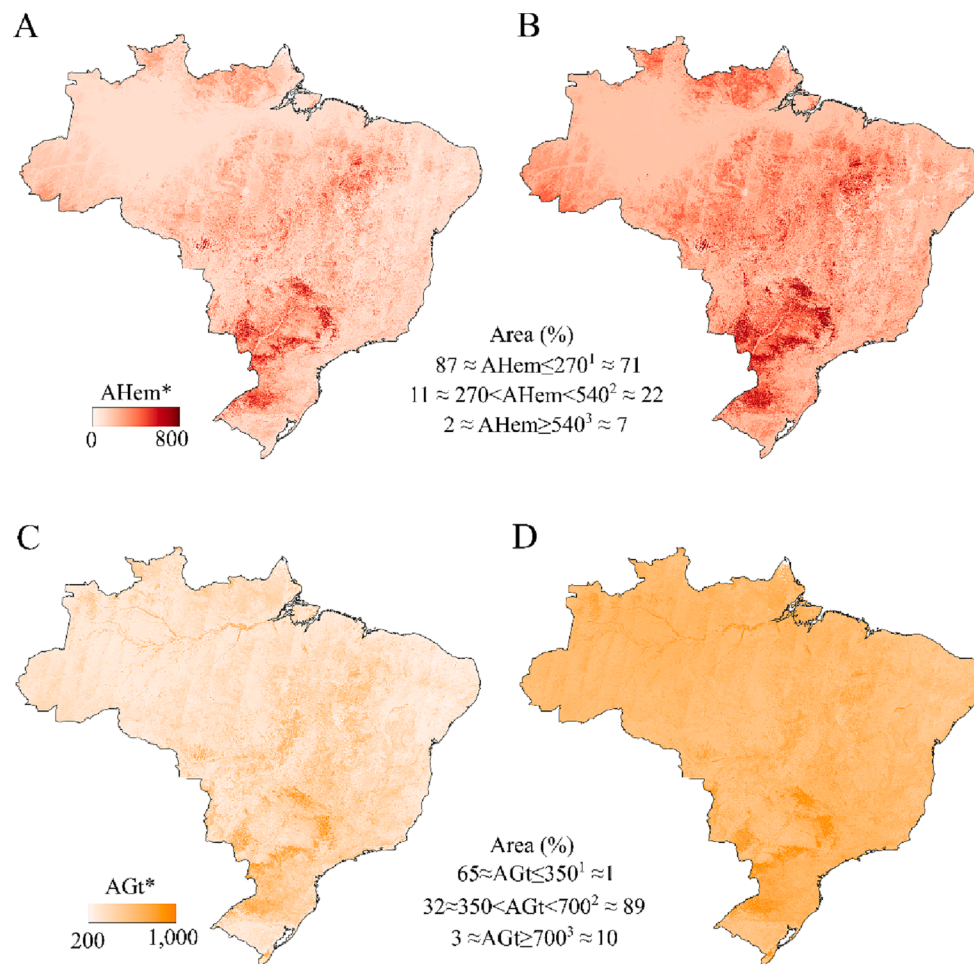 A
B
Area (%)
87 ≈ AHem≤270¹ ≈ 71
11 ≈ 270<AHem<540² ≈ 22
2 ≈ AHem≥540³ ≈ 7
AHem*
0 800
C
D
Area (%)
65≈AGt≤350¹ ≈1
32≈350<AGt<700² ≈ 89
3 ≈AGt≥700³ ≈ 10
AGt*
200 1,000